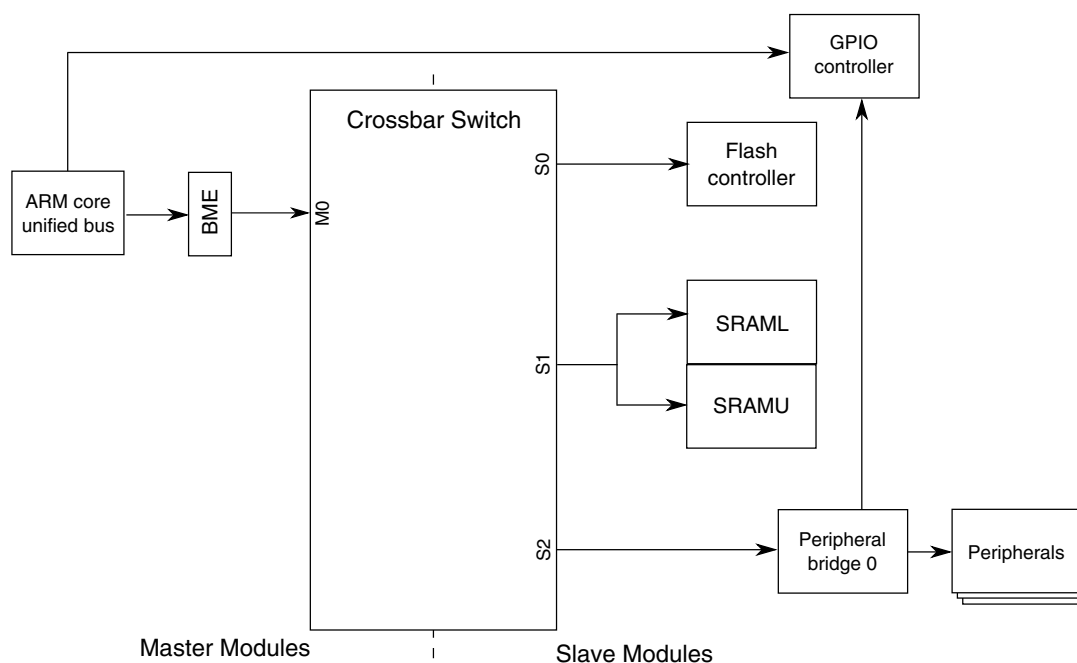 GPIO
controller
Crossbar Switch
S0
Flash
controller
ARM core
unified bus
BME
M0
SRAML
S1
SRAMU
S2
Peripheral
bridge 0
Peripherals
Master Modules
Slave Modules